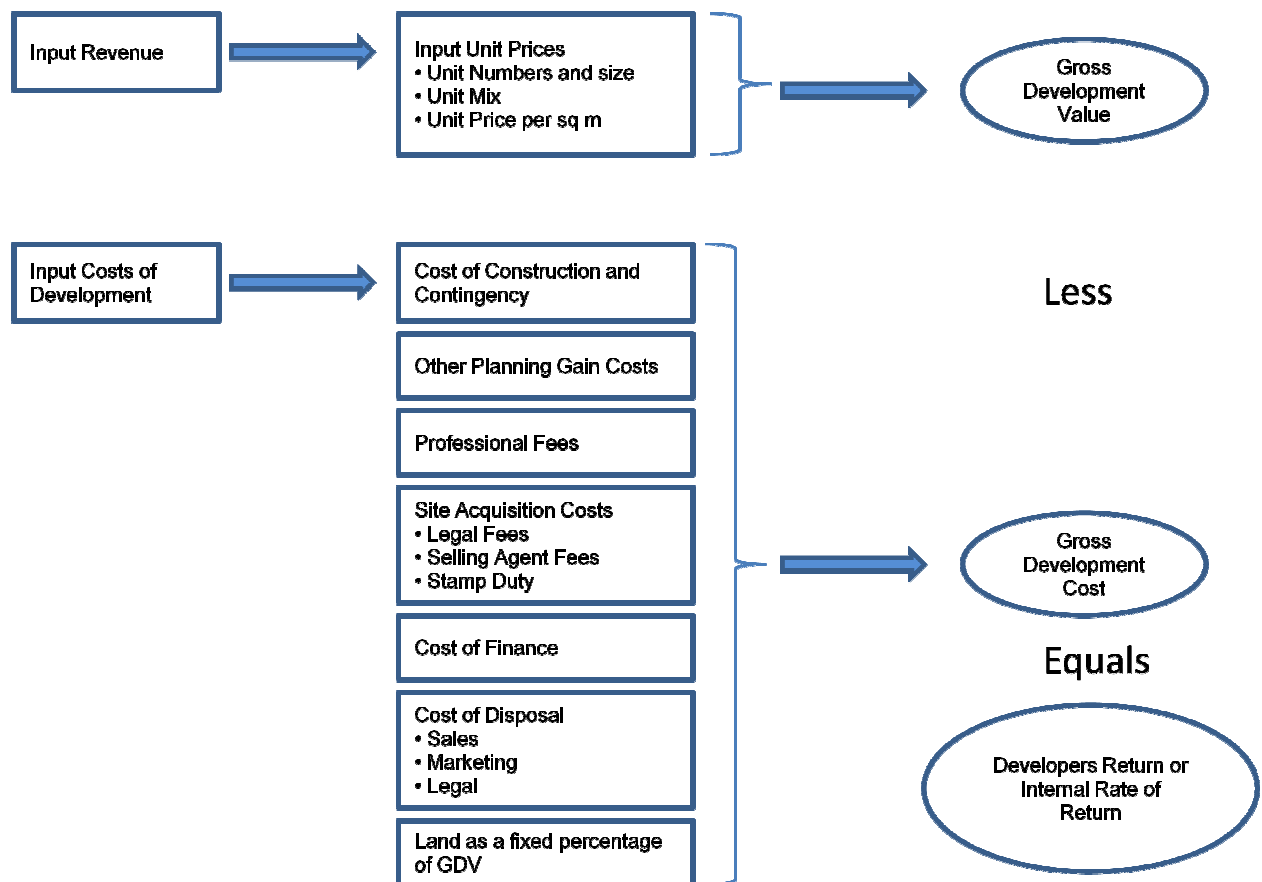 Input Revenue
Input Unit Prices
• Unit Numbers and size
• Unit Mix
• Unit Price per sq m
Gross
Development
Value
Input Costs of
Development
Cost of Construction and
Contingency
Less
Other Planning Gain Costs
Professional Fees
Site Acquisition Costs
• Legal Fees
• Selling Agent Fees
• Stamp Duty
Gross
Development
Cost
Cost of Finance
Equals
Cost of Disposal
• Sales
• Marketing
• Legal
Developers Return or
Internal Rate of
Return
Land as a fixed percentage
of GDV